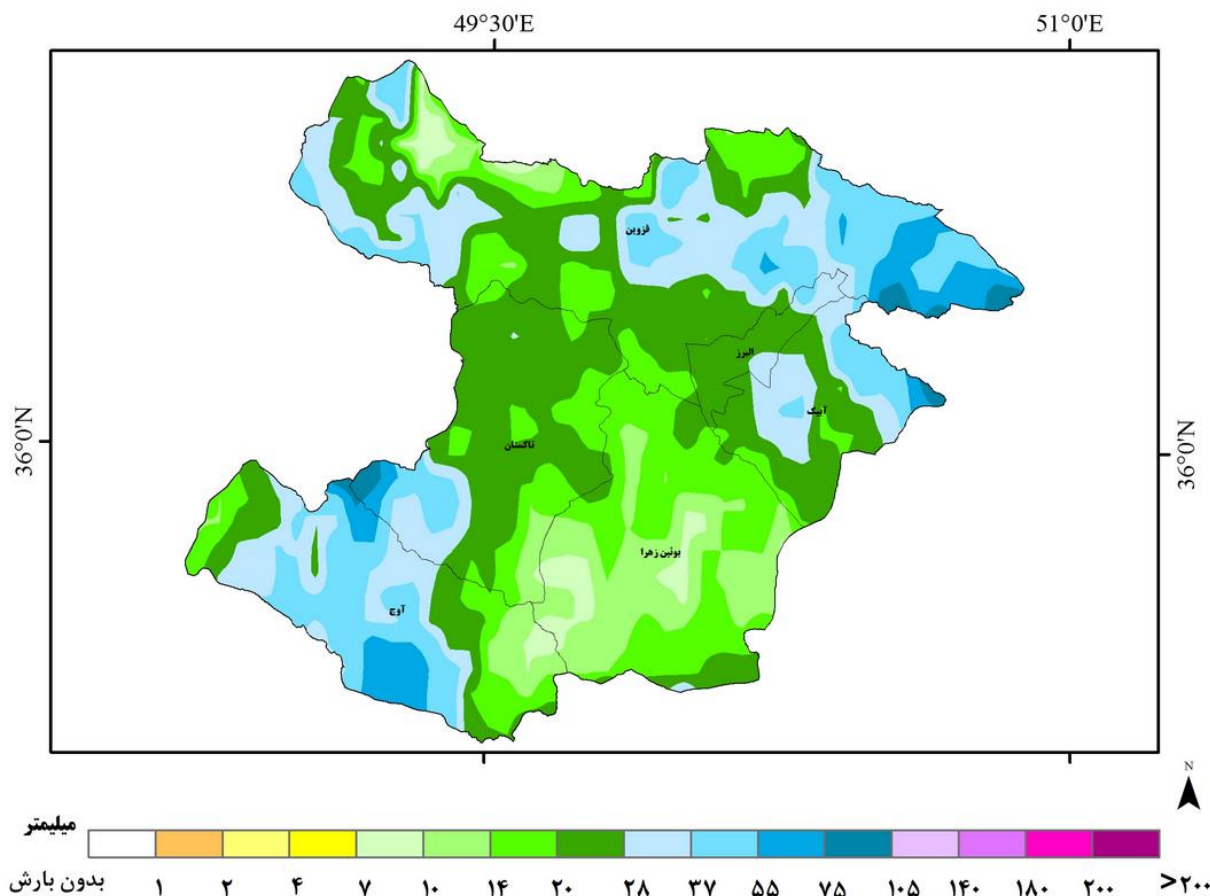 49°30'E 51°0'E
36°0'N 36°0'N
قزوین
البرز
آبیک
تاکستان
بوئین زهرا
آوج
N
میلیمتر
بدون بارش ۱ ۲ ۴ ۷ ۱۰ ۱۴ ۲۰ ۲۸ ۳۷ ۵۵ ۷۵ ۱۰۵ ۱۴۰ ۱۸۰ ۲۰۰ >۲۰۰